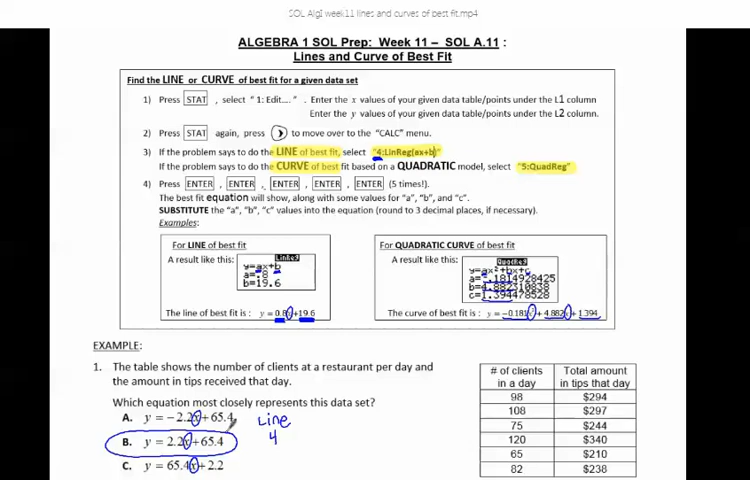 SOL AlgI week11 lines and curves of best fit.mp4
ALGEBRA 1 SOL Prep: Week 11 – SOL A.11 :
Lines and Curve of Best Fit
Find the LINE or CURVE of best fit for a given data set
1) Press STAT , select " 1: Edit.... " . Enter the x values of your given data table/points under the L1 column
Enter the y values of your given data table/points under the L2 column.
2) Press STAT again, press to move over to the "CALC" menu.
3) If the problem says to do the LINE of best fit, select "4:LinReg(ax+b)"
If the problem says to do the CURVE of best fit based on a QUADRATIC model, select "5:QuadReg"
4) Press ENTER , ENTER , ENTER , ENTER , ENTER (5 times!).
The best fit equation will show, along with some values for "a", "b", and "c".
SUBSTITUTE the "a", "b", "c" values into the equation (round to 3 decimal places, if necessary).
Examples:
For LINE of best fit
A result like this:
LinReg
y=ax+b
a=.8
b=19.6
The line of best fit is : y = 0.8x+19.6
For QUADRATIC CURVE of best fit
A result like this:
QuadReg
y=ax²+bx+c
a=-.1814928425
b=4.882310838
c=1.394478528
The curve of best fit is : y = −0.181x² + 4.882x + 1.394
EXAMPLE:
1. The table shows the number of clients at a restaurant per day and
the amount in tips received that day.
Which equation most closely represents this data set?
A. y = −2.2x+65.4
B. y = 2.2x+65.4
C. y = 65.4x+2.2
Line
4
# of clients in a day Total amount in tips that day
98 $294
108 $297
75 $244
120 $340
65 $210
82 $238